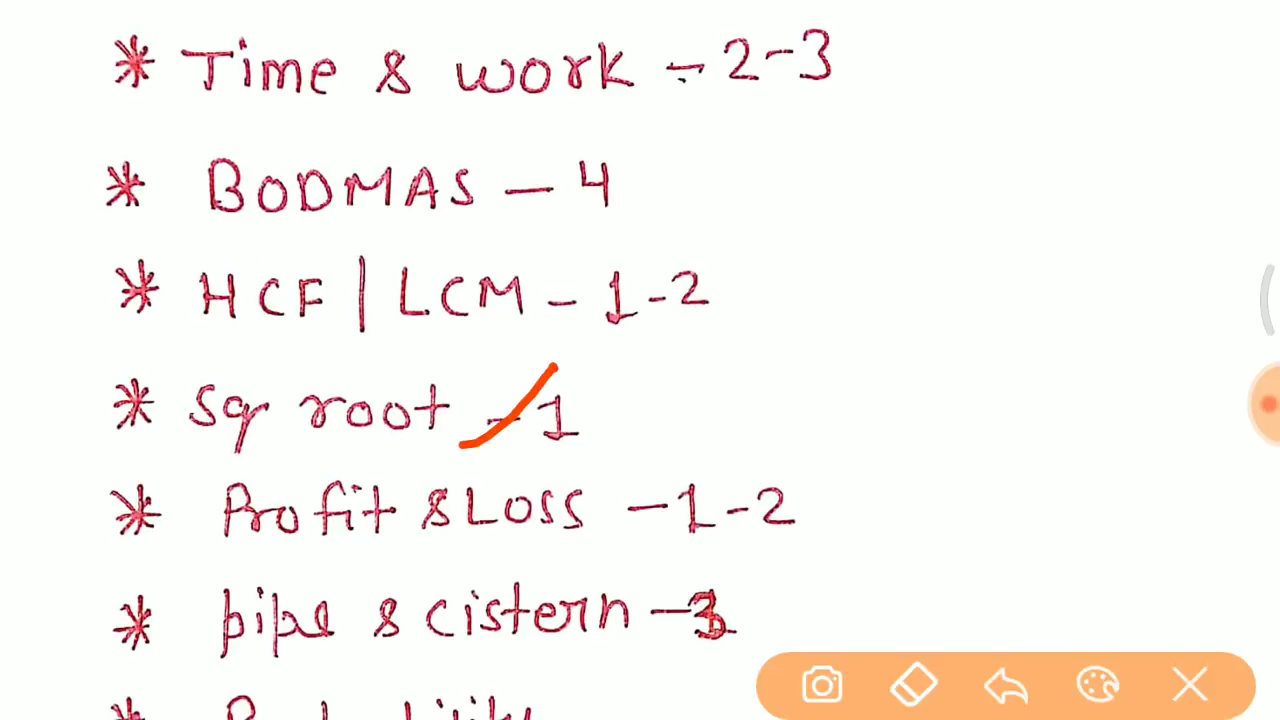 * Time & work - 2-3
* BODMAS - 4
* HCF | LCM - 1-2
* Sq root - 1
* Profit & Loss - 1-2
* pipe & cistern -